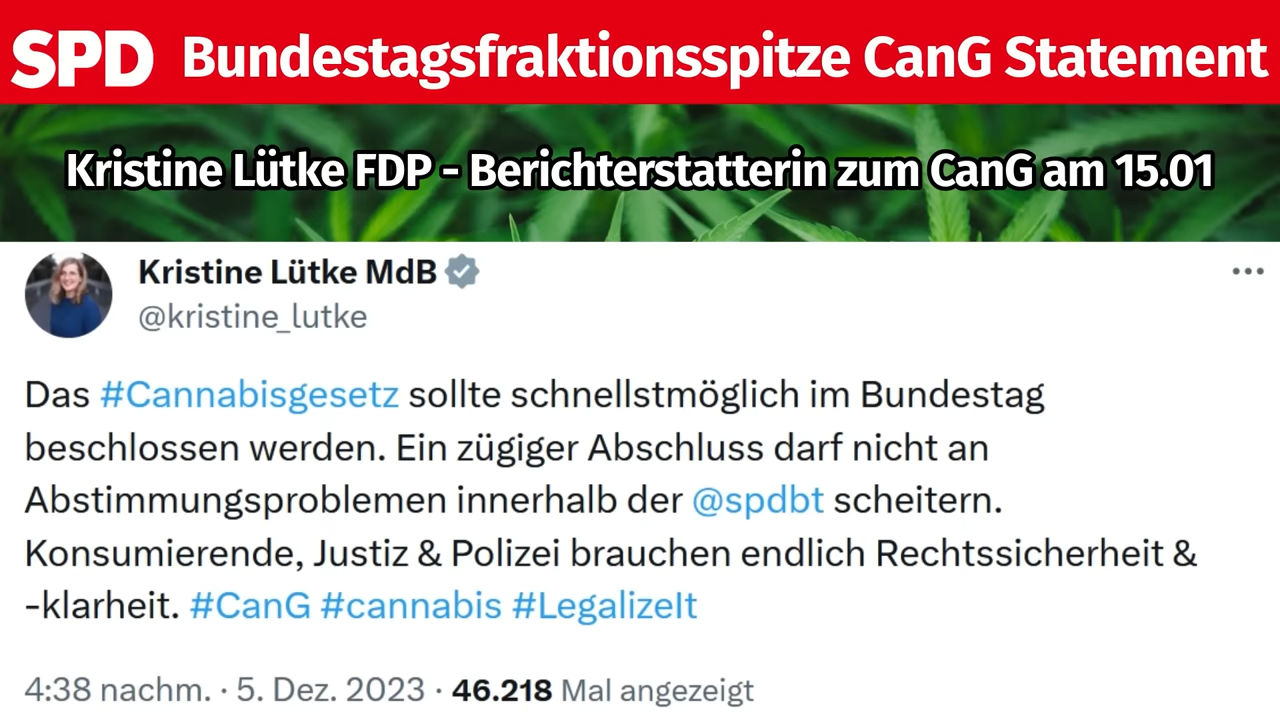 SPD Bundestagsfraktionsspitze CanG Statement
Kristine Lütke FDP - Berichterstatterin zum CanG am 15.01
Kristine Lütke MdB
@kristine_lutke
Das #Cannabisgesetz sollte schnellstmöglich im Bundestag
beschlossen werden. Ein zügiger Abschluss darf nicht an
Abstimmungsproblemen innerhalb der @spdbt scheitern.
Konsumierende, Justiz & Polizei brauchen endlich Rechtssicherheit &
-klarheit. #CanG #cannabis #LegalizeIt
4:38 nachm. · 5. Dez. 2023 · 46.218 Mal angezeigt